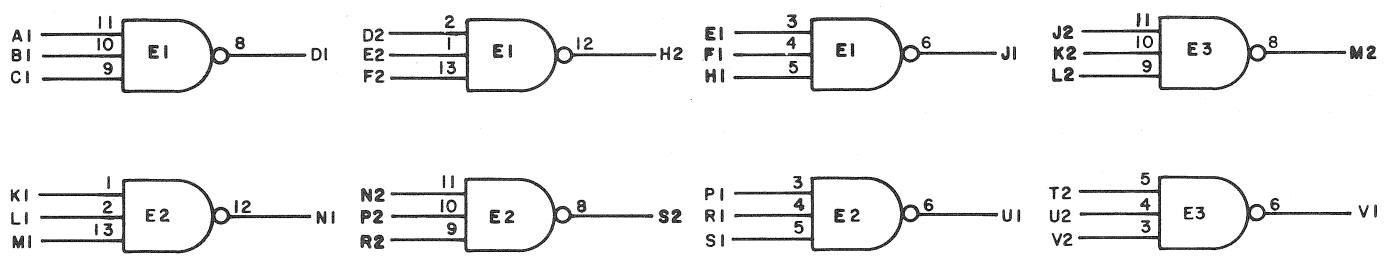 A1 11
B1 10 E1 8 D1
C1 9
D2 2
E2 1 E1 12 H2
F2 13
E1 3
F1 4 E1 6 J1
H1 5
J2 11
K2 10 E3 8 M2
L2 9
K1 1
L1 2 E2 12 N1
M1 13
N2 11
P2 10 E2 8 S2
R2 9
P1 3
R1 4 E2 6 U1
S1 5
T2 5
U2 4 E3 6 V1
V2 3